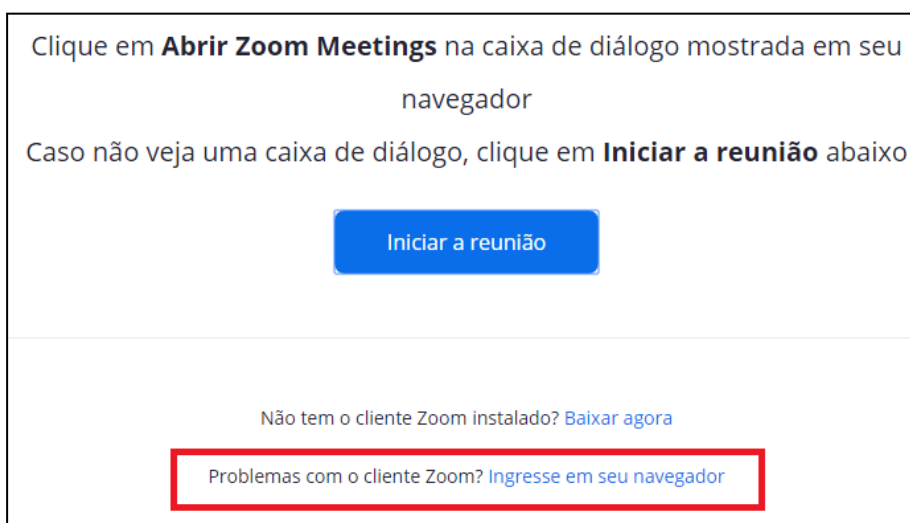 Clique em Abrir Zoom Meetings na caixa de diálogo mostrada em seu
navegador
Caso não veja uma caixa de diálogo, clique em Iniciar a reunião abaixo
Iniciar a reunião
Não tem o cliente Zoom instalado? Baixar agora
Problemas com o cliente Zoom? Ingresse em seu navegador